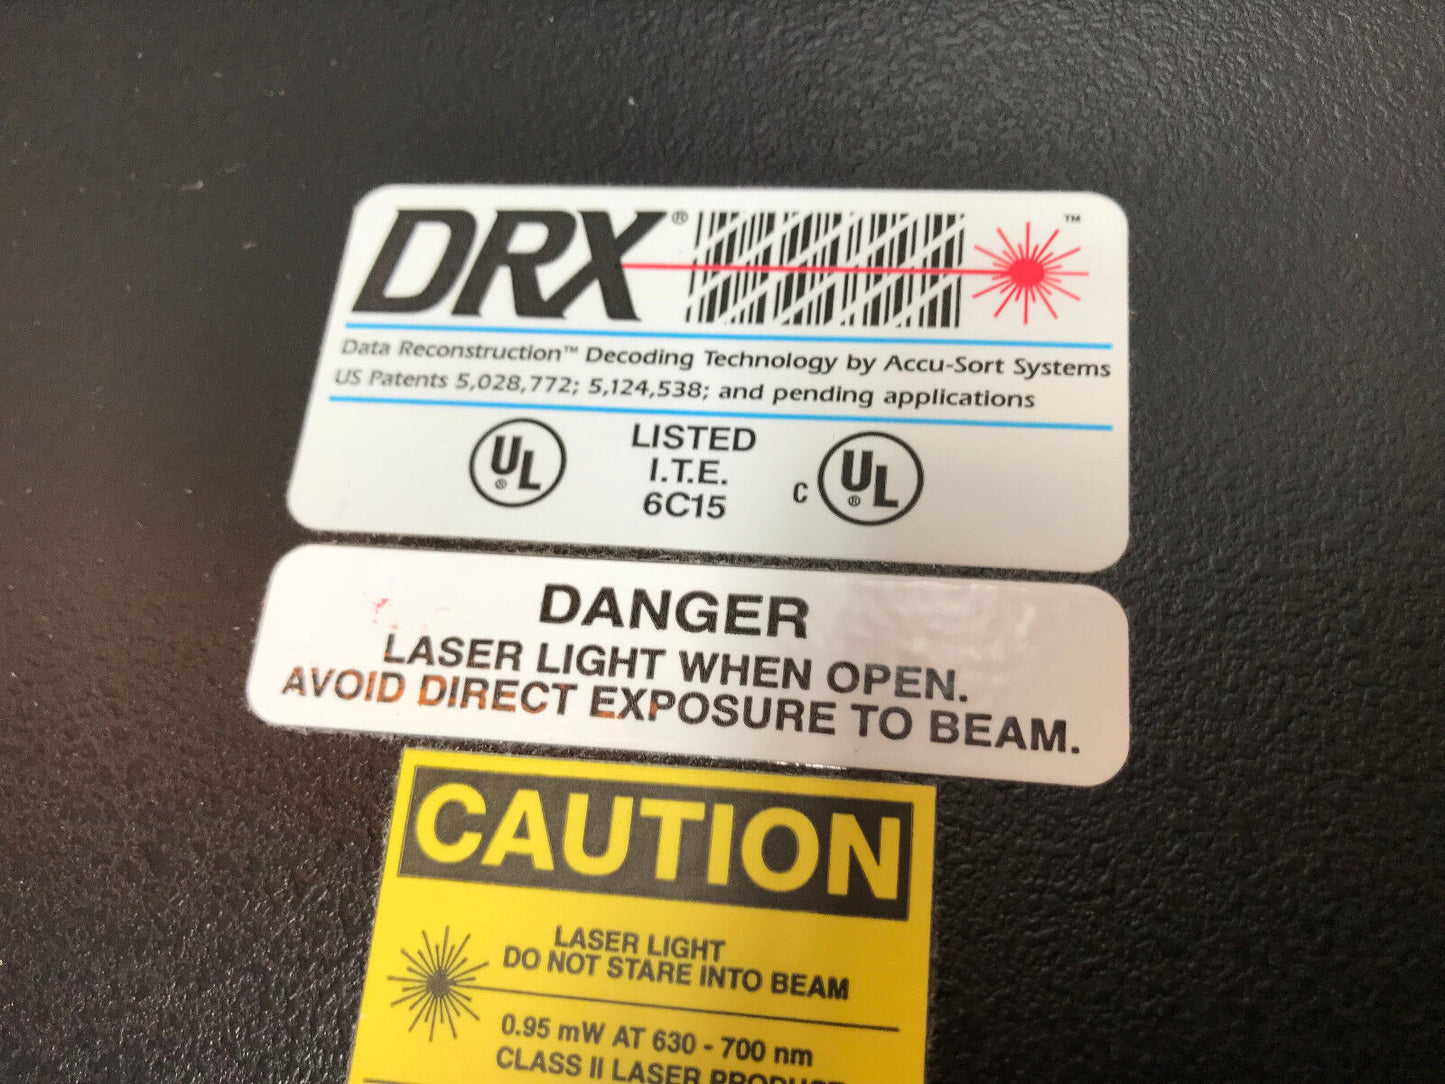 DRX® ™
Data Reconstruction™ Decoding Technology by Accu-Sort Systems
US Patents 5,028,772; 5,124,538; and pending applications
UL® LISTED C UL®
I.T.E.
6C15
DANGER
LASER LIGHT WHEN OPEN.
AVOID DIRECT EXPOSURE TO BEAM.
CAUTION
LASER LIGHT
DO NOT STARE INTO BEAM
0.95 mW AT 630 - 700 nm
CLASS II LASER PRODUCT